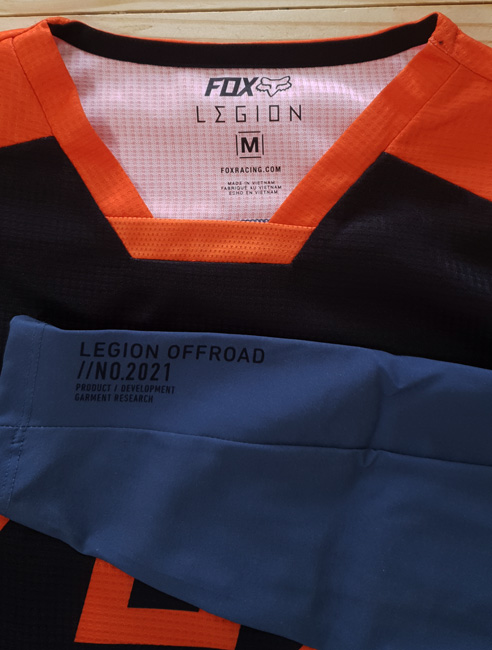 FOX
LEGION
M
FOXRACING.COM
MADE IN VIETNAM
FABRIQUÉ AU VIETNAM
ECHO EN VIETNAM
LEGION OFFROAD
//NO.2021
PRODUCT / DEVELOPMENT
GARMENT RESEARCH